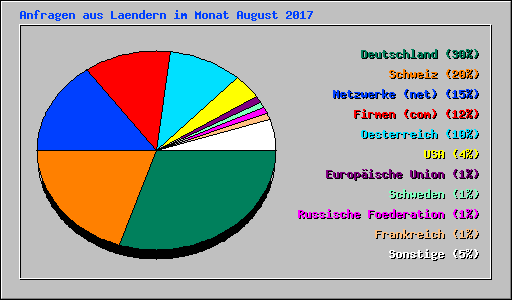 Anfragen aus Laendern im Monat August 2017
Deutschland (30%)
Schweiz (20%)
Netzwerke (net) (15%)
Firmen (com) (12%)
Oesterreich (10%)
USA (4%)
Europäische Union (1%)
Schweden (1%)
Russische Foederation (1%)
Frankreich (1%)
Sonstige (5%)